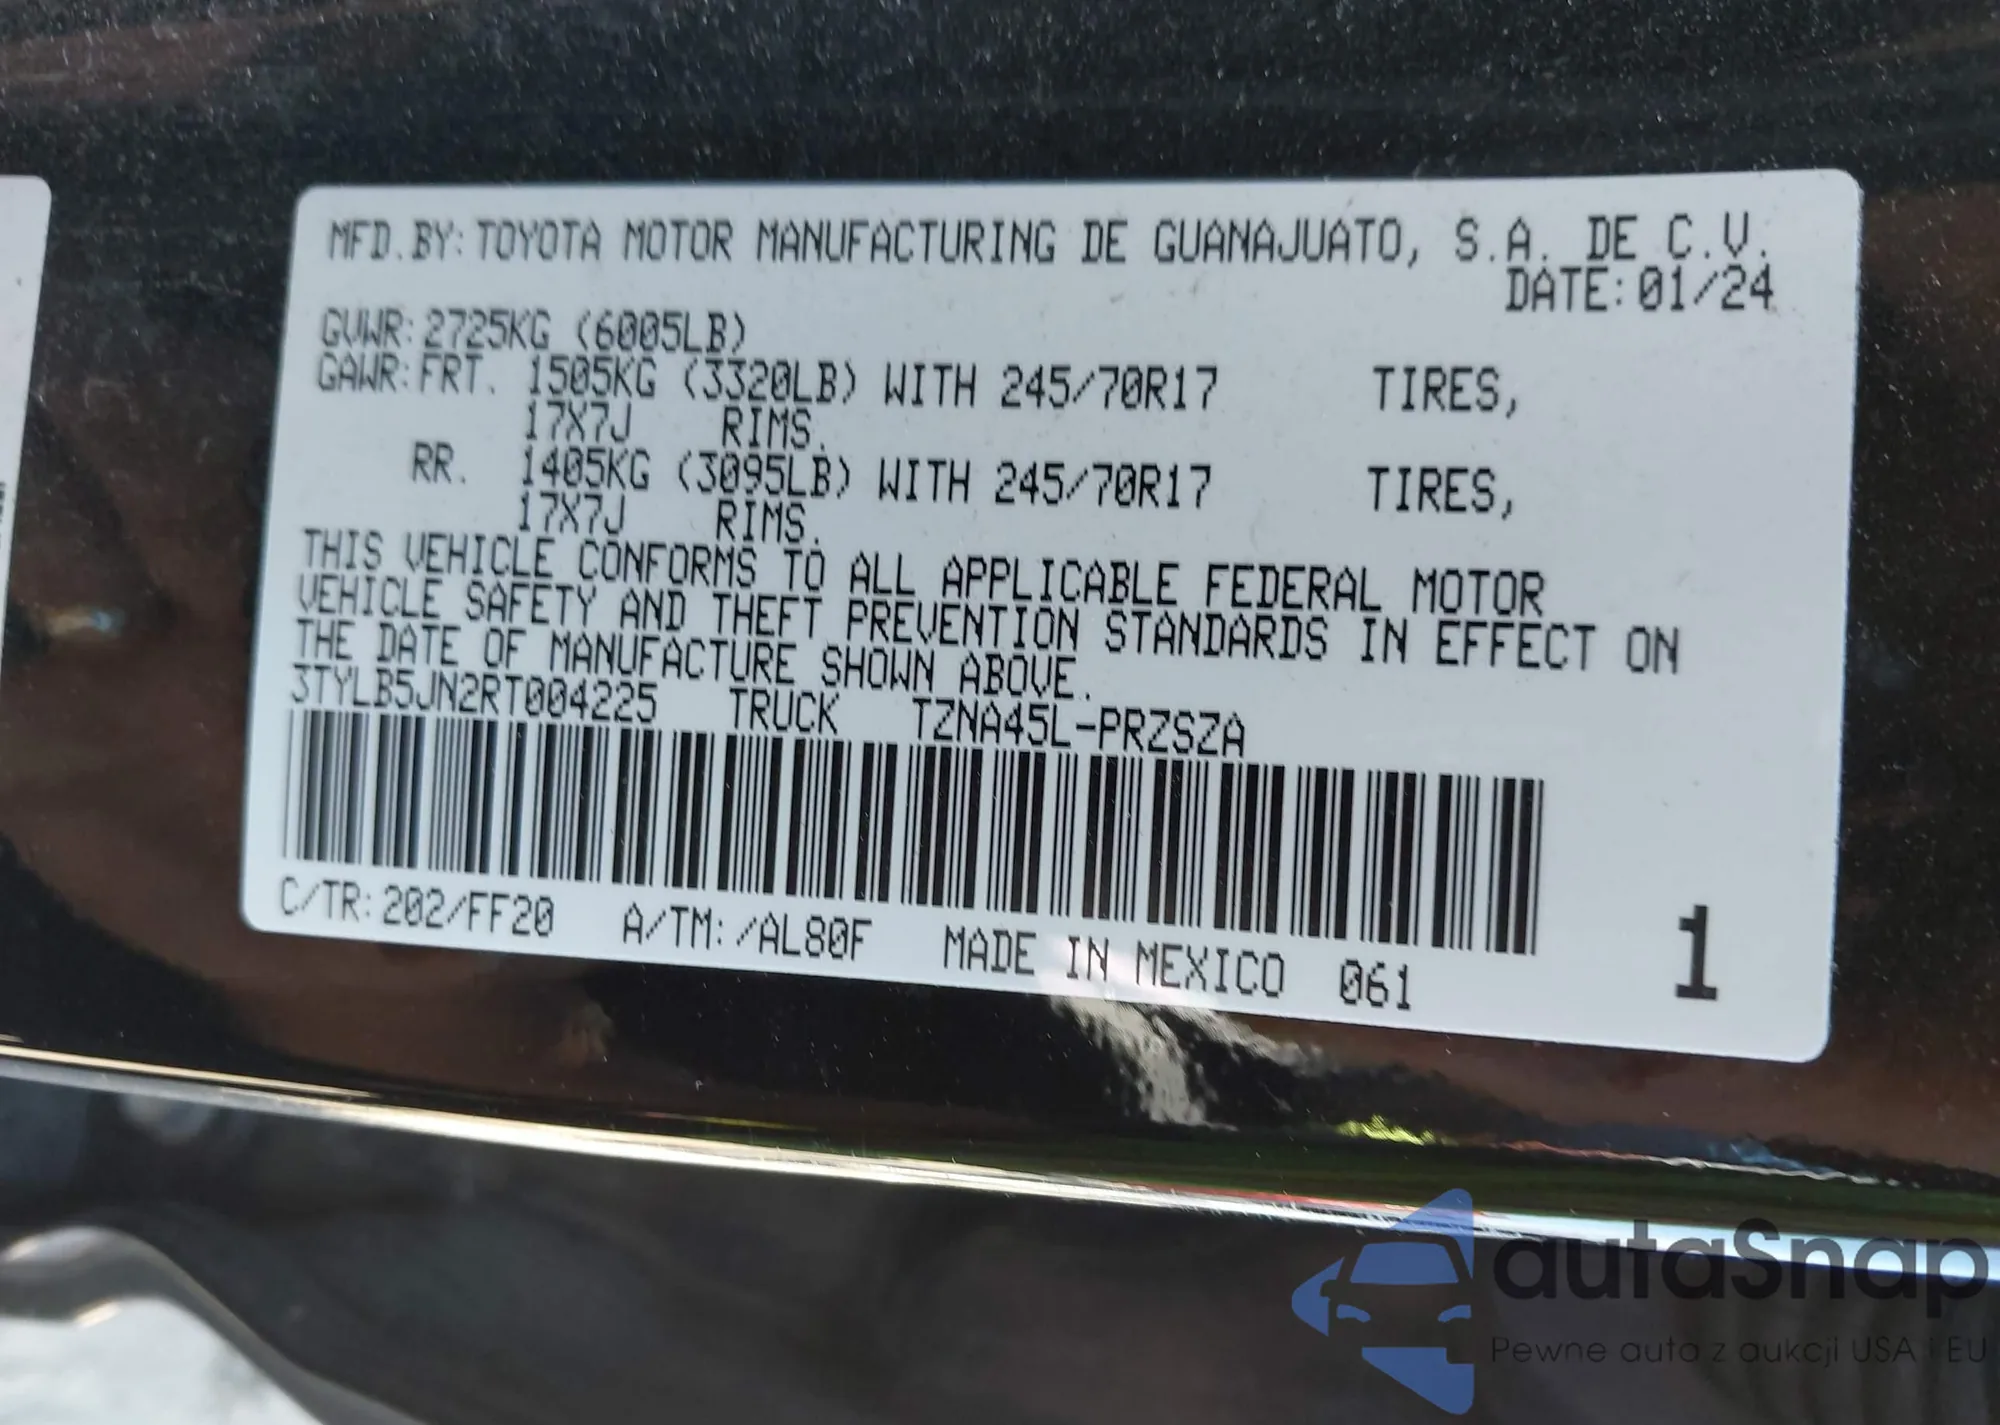 MFD.BY:TOYOTA MOTOR MANUFACTURING DE GUANAJUATO, S.A. DE C.V.
DATE:01/24
GVWR:2725KG (6005LB)
GAWR:FRT. 1505KG (3320LB) WITH 245/70R17 TIRES,
17X7J RIMS.
RR. 1405KG (3095LB) WITH 245/70R17 TIRES,
17X7J RIMS.
THIS VEHICLE CONFORMS TO ALL APPLICABLE FEDERAL MOTOR
VEHICLE SAFETY AND THEFT PREVENTION STANDARDS IN EFFECT ON
THE DATE OF MANUFACTURE SHOWN ABOVE.
3TYLB5JN2RT004225 TRUCK TZNA45L-PRZSZA
C/TR:202/FF20 A/TM:/AL80F MADE IN MEXICO 061
1
autaSnap
Pewne auta z aukcji USA i EU